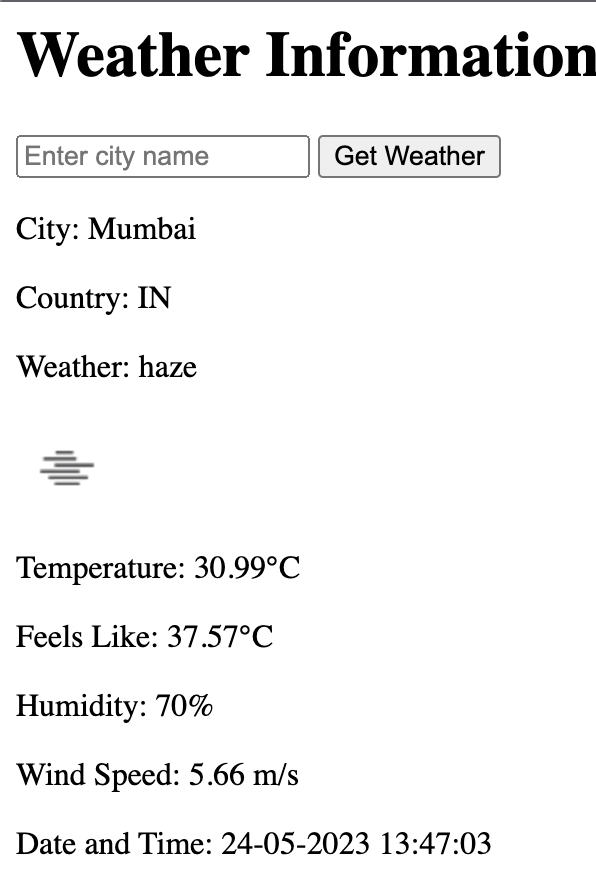 Weather Information
Enter city name Get Weather
City: Mumbai
Country: IN
Weather: haze
Temperature: 30.99°C
Feels Like: 37.57°C
Humidity: 70%
Wind Speed: 5.66 m/s
Date and Time: 24-05-2023 13:47:03